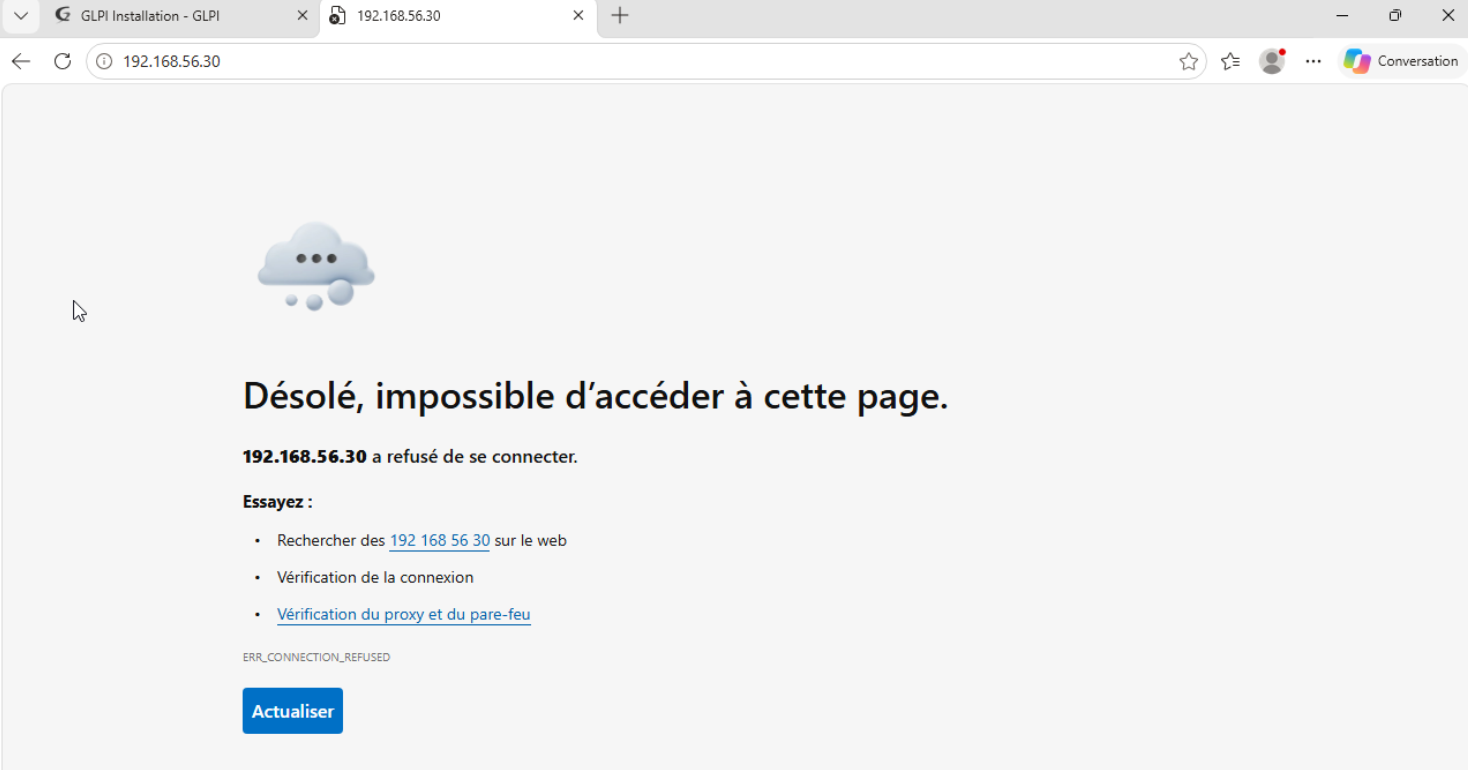 GLPI Installation - GLPI
192.168.56.30
192.168.56.30
Conversation
Désolé, impossible d’accéder à cette page.
192.168.56.30 a refusé de se connecter.
Essayez :
• Rechercher des 192 168 56 30 sur le web
• Vérification de la connexion
• Vérification du proxy et du pare-feu
ERR_CONNECTION_REFUSED
Actualiser